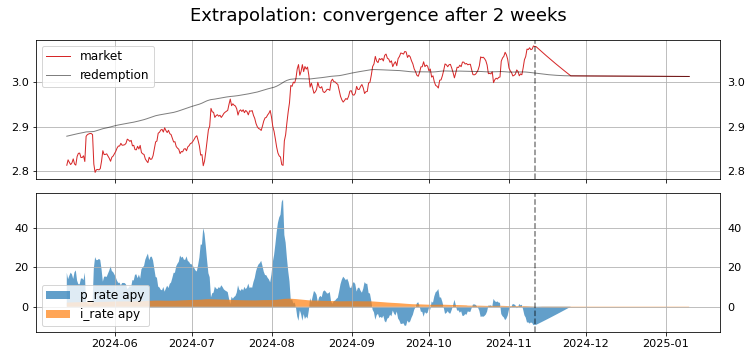 Extrapolation: convergence after 2 weeks
market
redemption
3.0
3.0
2.9
2.9
2.8
2.8
40
40
20
20
0
0
p_rate apy
i_rate apy
2024-06 2024-07 2024-08 2024-09 2024-10 2024-11 2024-12 2025-01